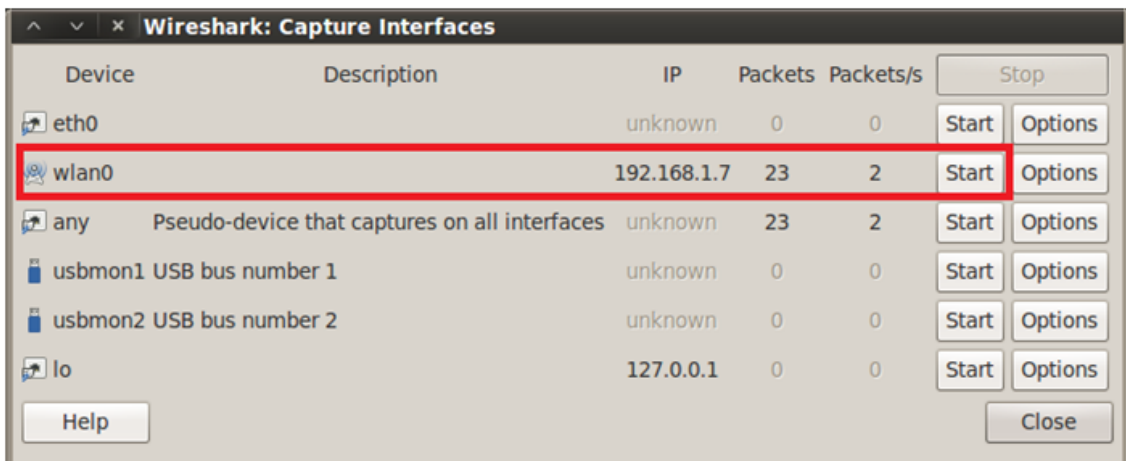 Wireshark: Capture Interfaces
Device Description IP Packets Packets/s Stop
eth0 unknown 0 0 Start Options
wlan0 192.168.1.7 23 2 Start Options
any Pseudo-device that captures on all interfaces unknown 23 2 Start Options
usbmon1 USB bus number 1 unknown 0 0 Start Options
usbmon2 USB bus number 2 unknown 0 0 Start Options
lo 127.0.0.1 0 0 Start Options
Help Close